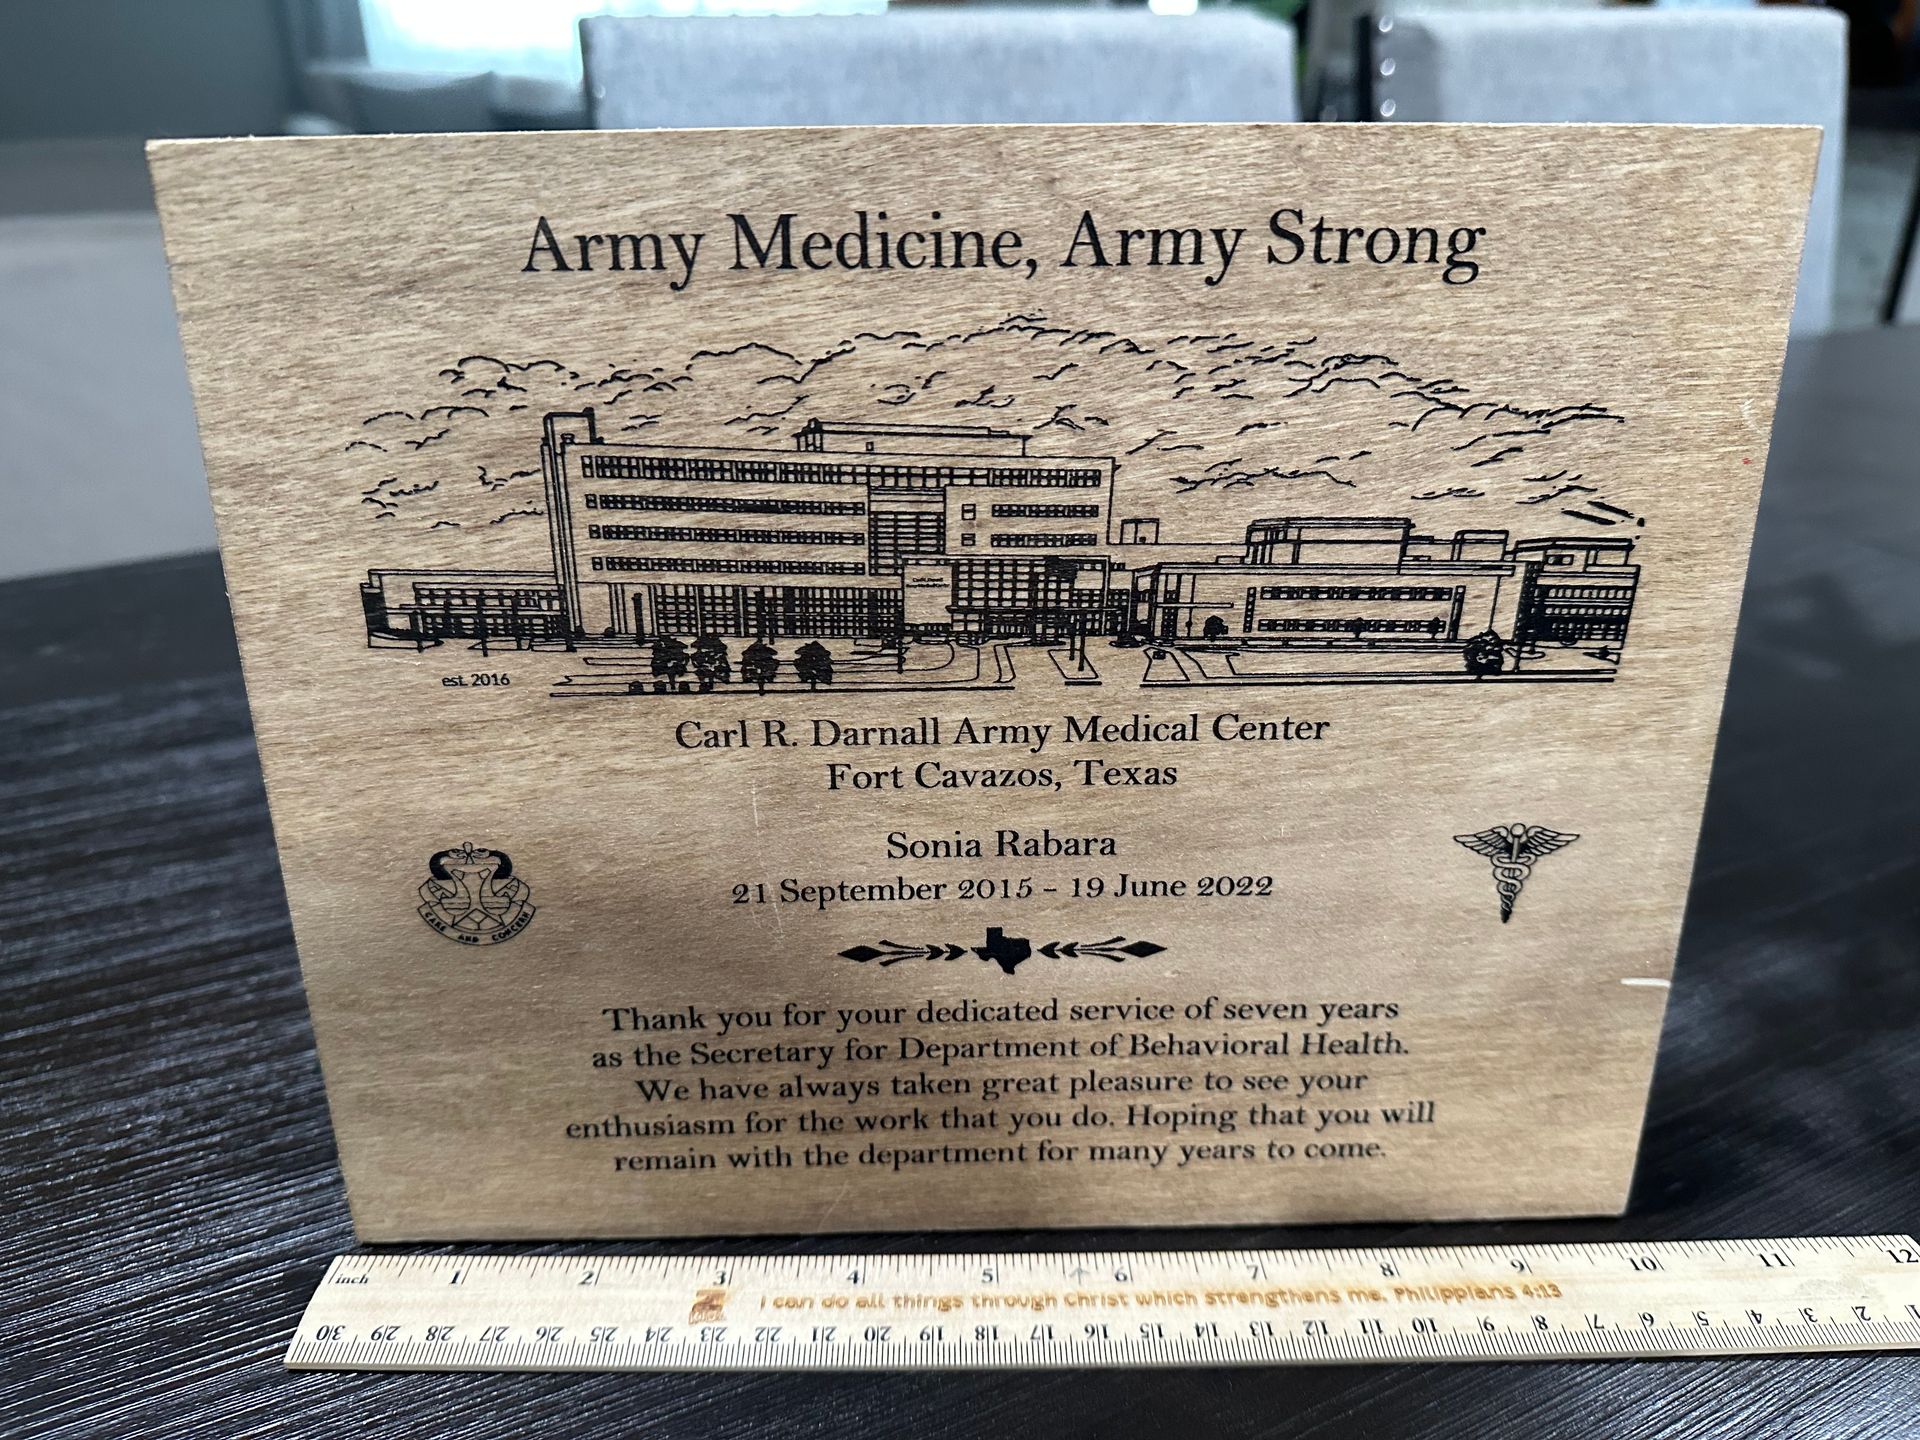 Army Medicine, Army Strong
est. 2016
Carl R. Darnall Army Medical Center
Fort Cavazos, Texas
Sonia Rabara
21 September 2015 - 19 June 2022
CARE AND CONCERN
Thank you for your dedicated service of seven years
as the Secretary for Department of Behavioral Health.
We have always taken great pleasure to see your
enthusiasm for the work that you do. Hoping that you will
remain with the department for many years to come.
inch 1 2 3 4 5 6 7 8 9 10 11 12
I can do all things through Christ which strengthens me. Philippians 4:13
30 29 28 27 26 25 24 23 22 21 20 19 18 17 16 15 14 13 12 11 10 9 8 7 6 5 4 3 2 1